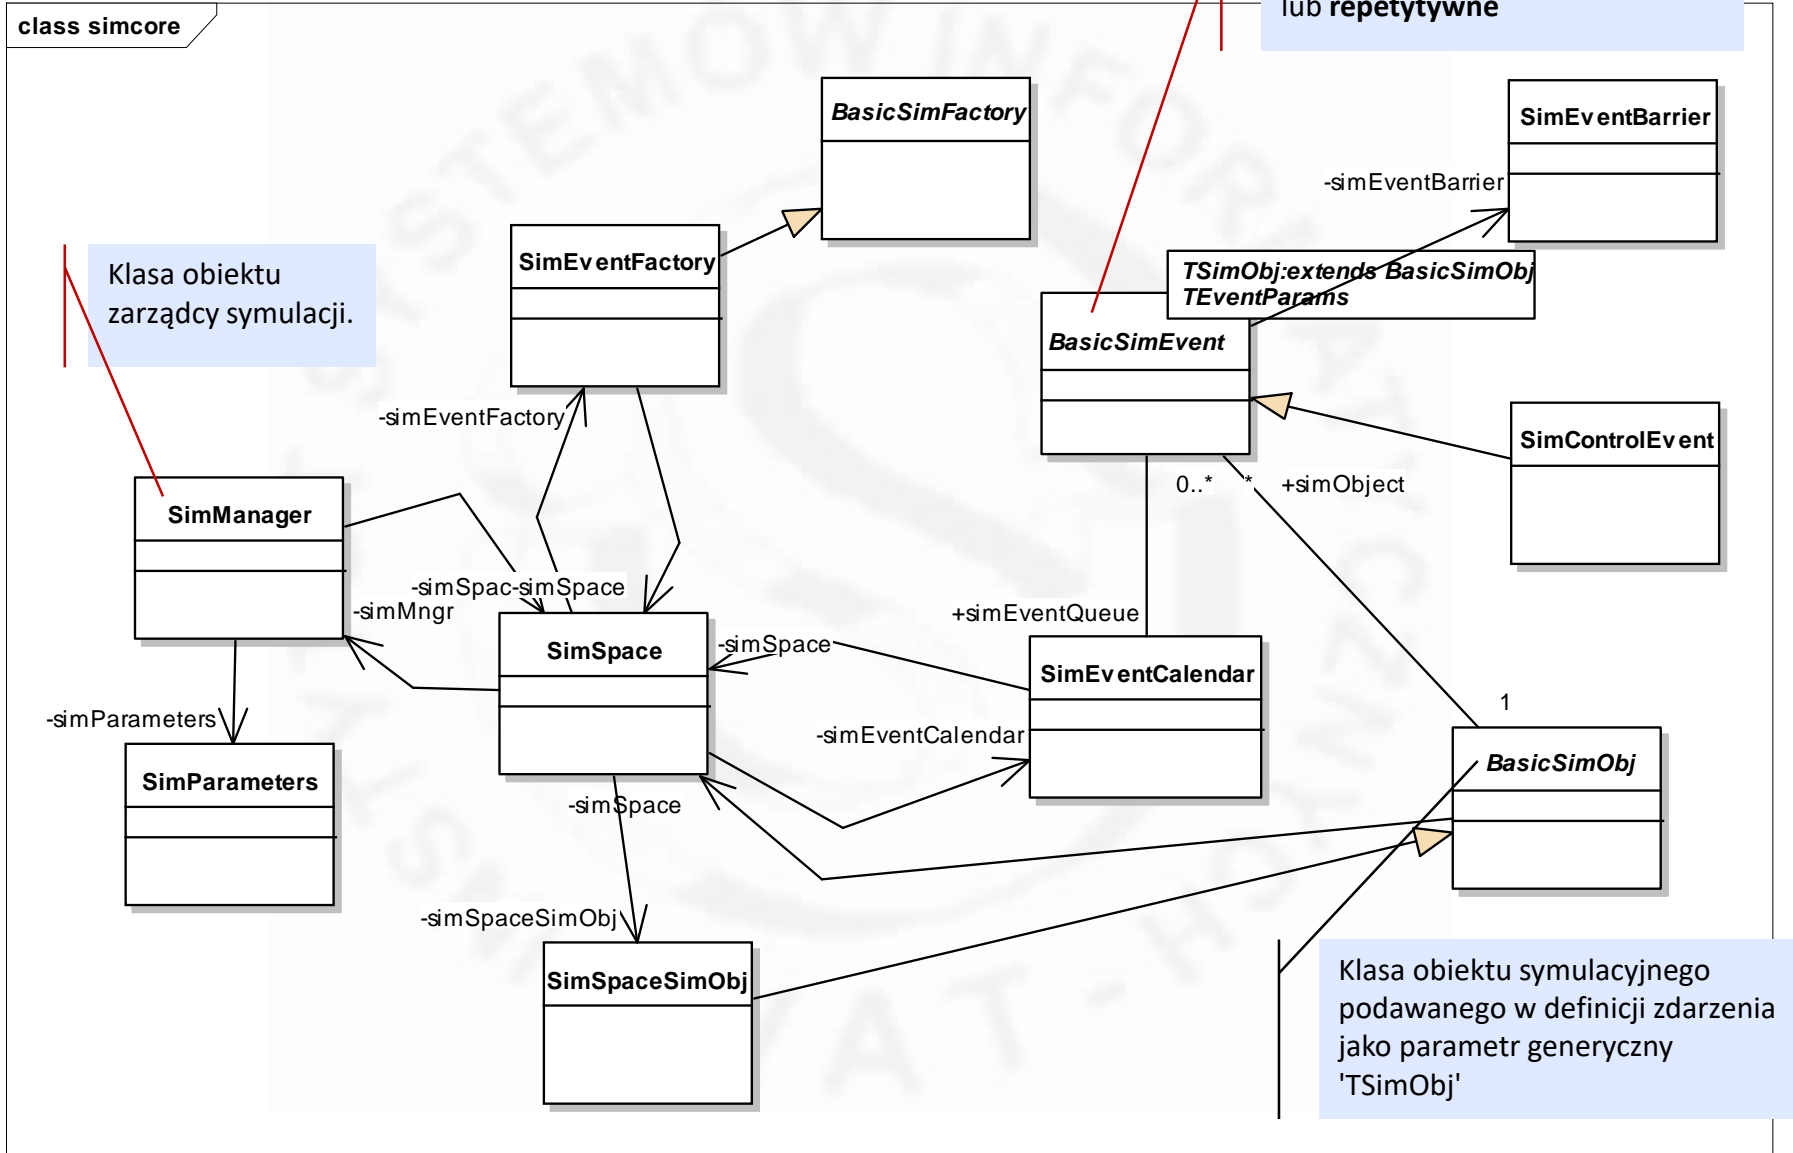 class simcore
lub repetytywne
BasicSimFactory
SimEventBarrier
-simEventBarrier
SimEventFactory
Klasa obiektu
zarządcy symulacji.
TSimObj:extends BasicSimObj
TEventParams
BasicSimEvent
-simEventFactory
SimControlEvent
0..*
*
+simObject
SimManager
-simSpac-simSpace
-simMngr
+simEventQueue
SimSpace
-simSpace
SimEventCalendar
-simParameters
-simEventCalendar
1
SimParameters
BasicSimObj
-simSpace
-simSpaceSimObj
SimSpaceSimObj
Klasa obiektu symulacyjnego
podawanego w definicji zdarzenia
jako parametr generyczny
'TSimObj'